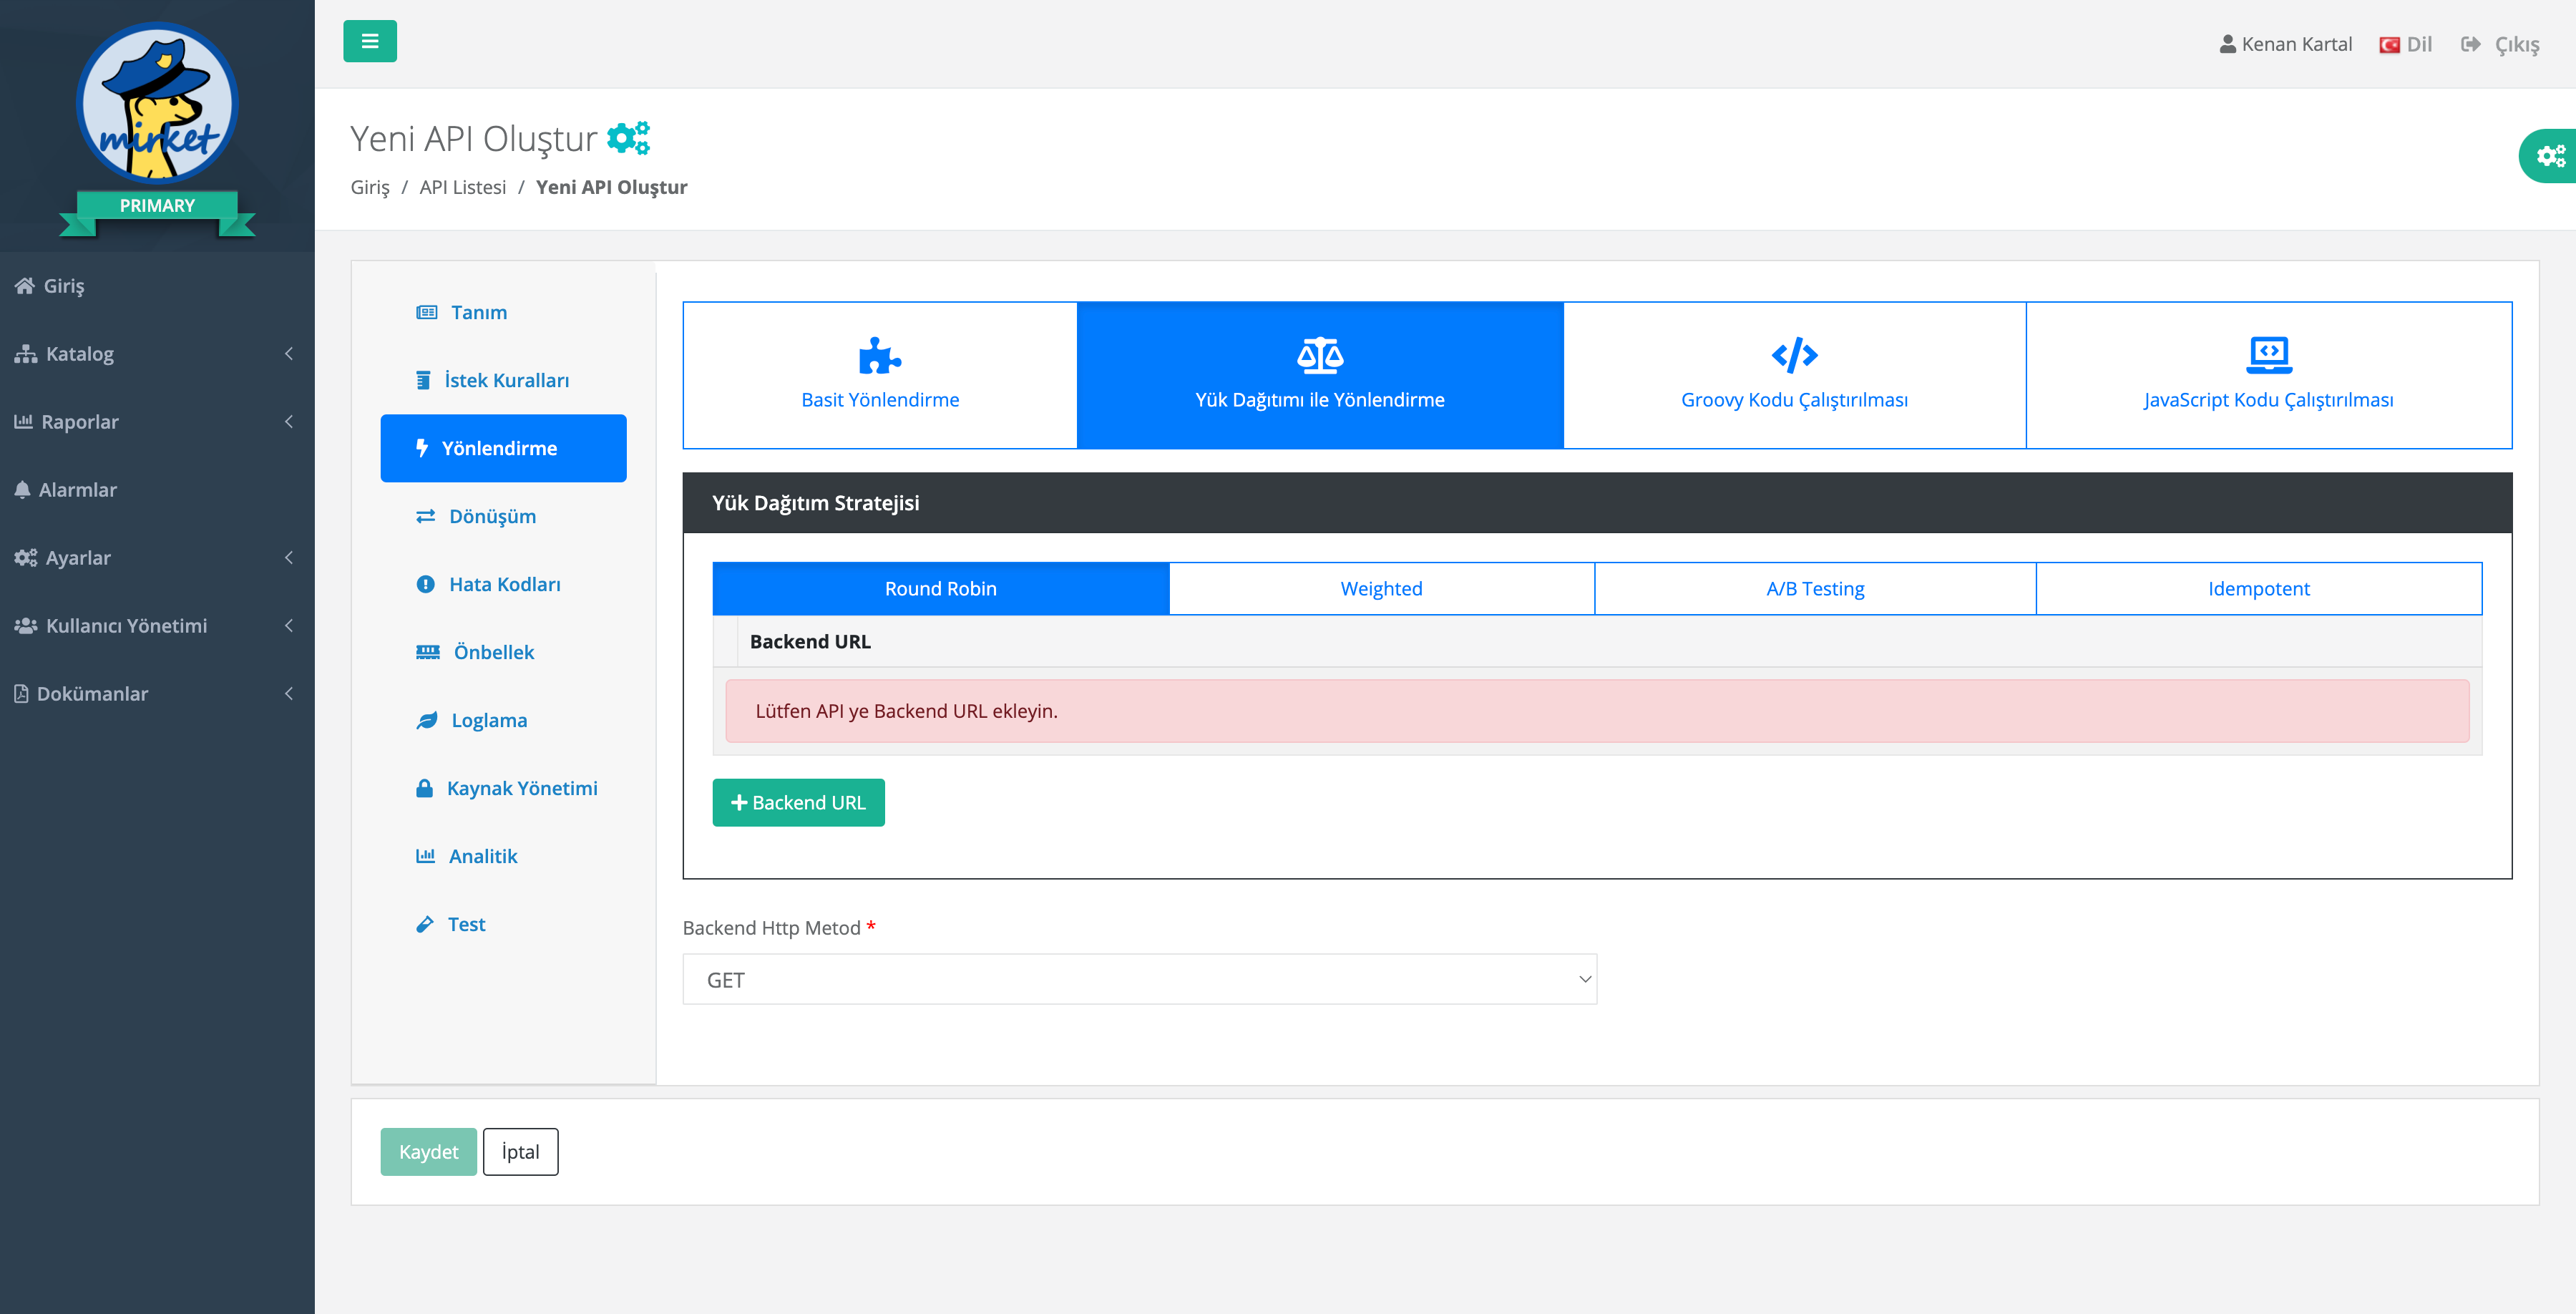 mirket
PRIMARY
Giriş
Katalog
Raporlar
Alarmlar
Ayarlar
Kullanıcı Yönetimi
Dokümanlar
Kenan Kartal
Dil
Çıkış
Yeni API Oluştur
Giriş / API Listesi / Yeni API Oluştur
Tanım
İstek Kuralları
Yönlendirme
Dönüşüm
Hata Kodları
Önbellek
Loglama
Kaynak Yönetimi
Analitik
Test
Basit Yönlendirme
Yük Dağıtımı ile Yönlendirme
Groovy Kodu Çalıştırılması
JavaScript Kodu Çalıştırılması
Yük Dağıtım Stratejisi
Round Robin
Weighted
A/B Testing
Idempotent
Backend URL
Lütfen API ye Backend URL ekleyin.
+ Backend URL
Backend Http Metod *
GET
Kaydet
İptal